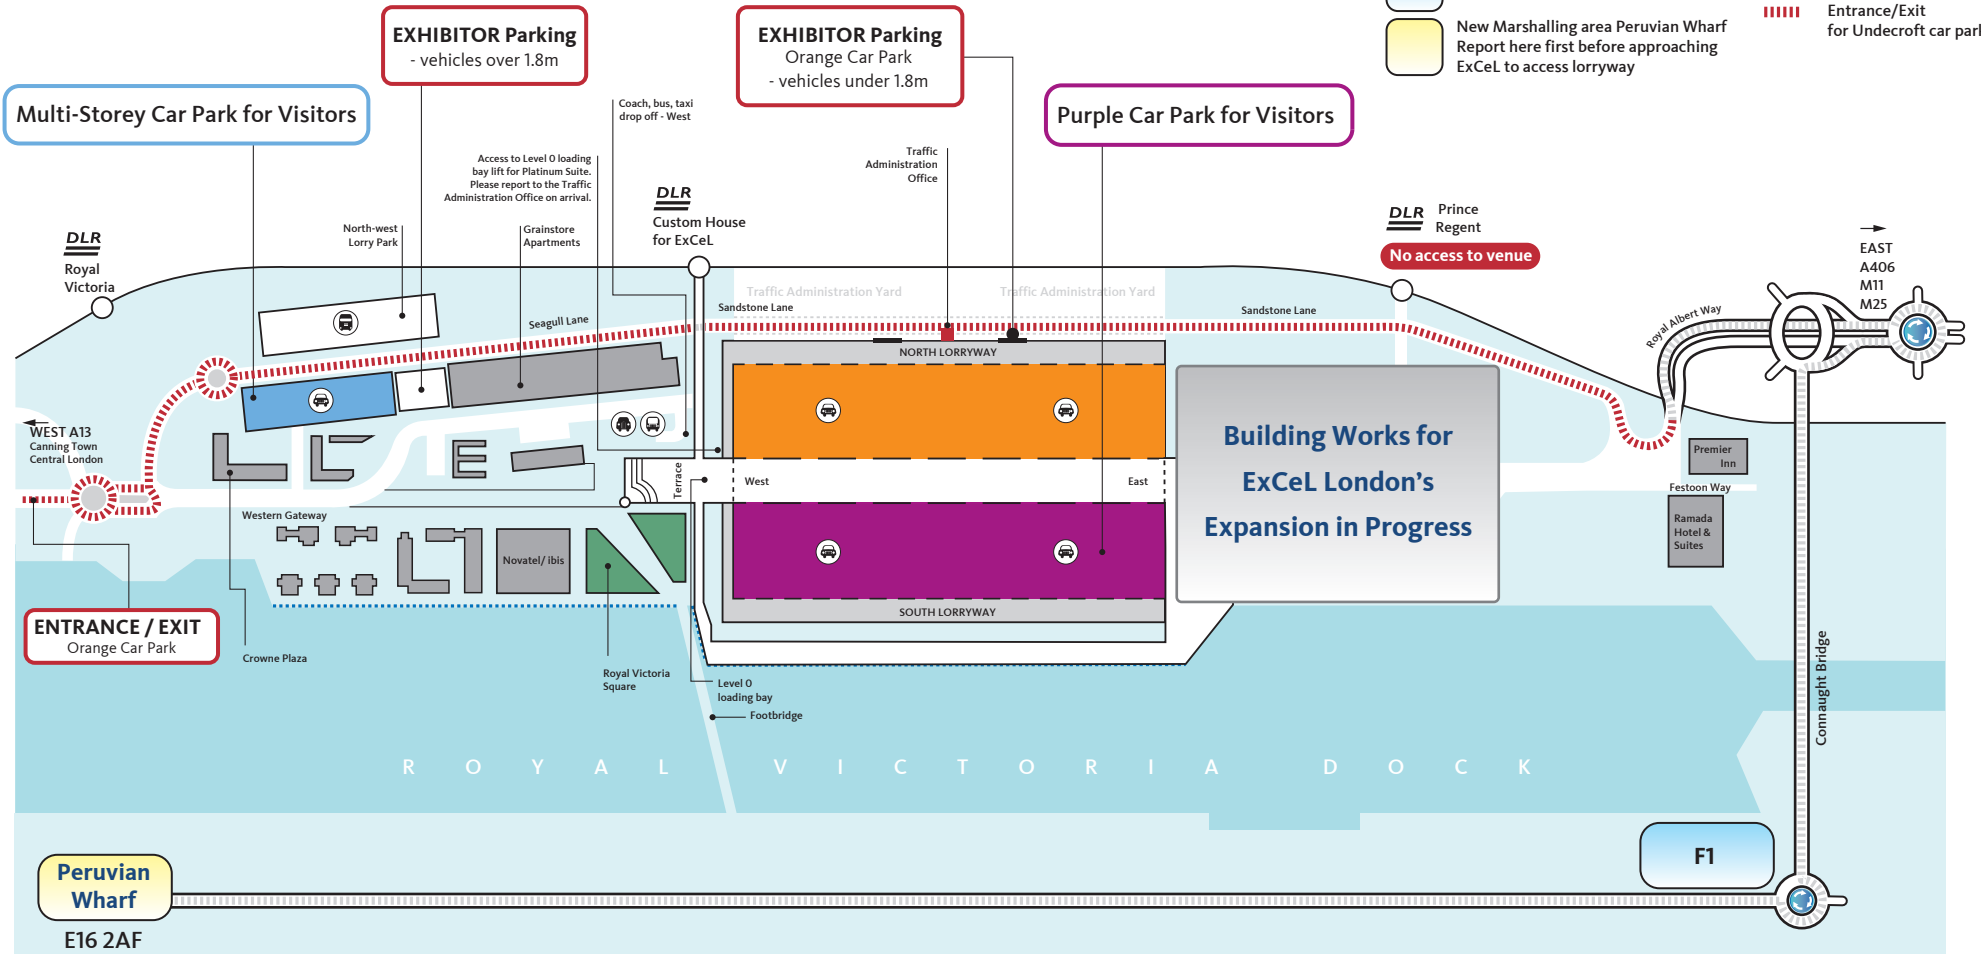 EXHIBITOR Parking
- vehicles over 1.8m
EXHIBITOR Parking
Orange Car Park
- vehicles under 1.8m
New Marshalling area Peruvian Wharf
Report here first before approaching
ExCeL to access lorryway
Entrance/Exit
for Undecroft car park
Multi-Storey Car Park for Visitors
Purple Car Park for Visitors
Coach, bus, taxi
drop off - West
Access to Level 0 loading
bay lift for Platinum Suite.
Please report to the Traffic
Administration Office on arrival.
Traffic
Administration
Office
DLR
Custom House
for ExCeL
DLR
Prince
Regent
No access to venue
DLR
Royal
Victoria
North-west
Lorry Park
Grainstore
Apartments
EAST
A406
M11
M25
Traffic Administration Yard
Traffic Administration Yard
Sandstone Lane
Sandstone Lane
Seagull Lane
Royal Albert Way
NORTH LORRYWAY
WEST A13
Canning Town
Central London
Building Works for
ExCeL London's
Expansion in Progress
Premier
Inn
Festoon Way
Ramada
Hotel &
Suites
Terrace
West
East
Western Gateway
Novatel/ ibis
SOUTH LORRYWAY
ENTRANCE / EXIT
Orange Car Park
Crowne Plaza
Royal Victoria
Square
Level 0
loading bay
Footbridge
Connaught Bridge
ROYAL VICTORIA DOCK
F1
Peruvian
Wharf
E16 2AF